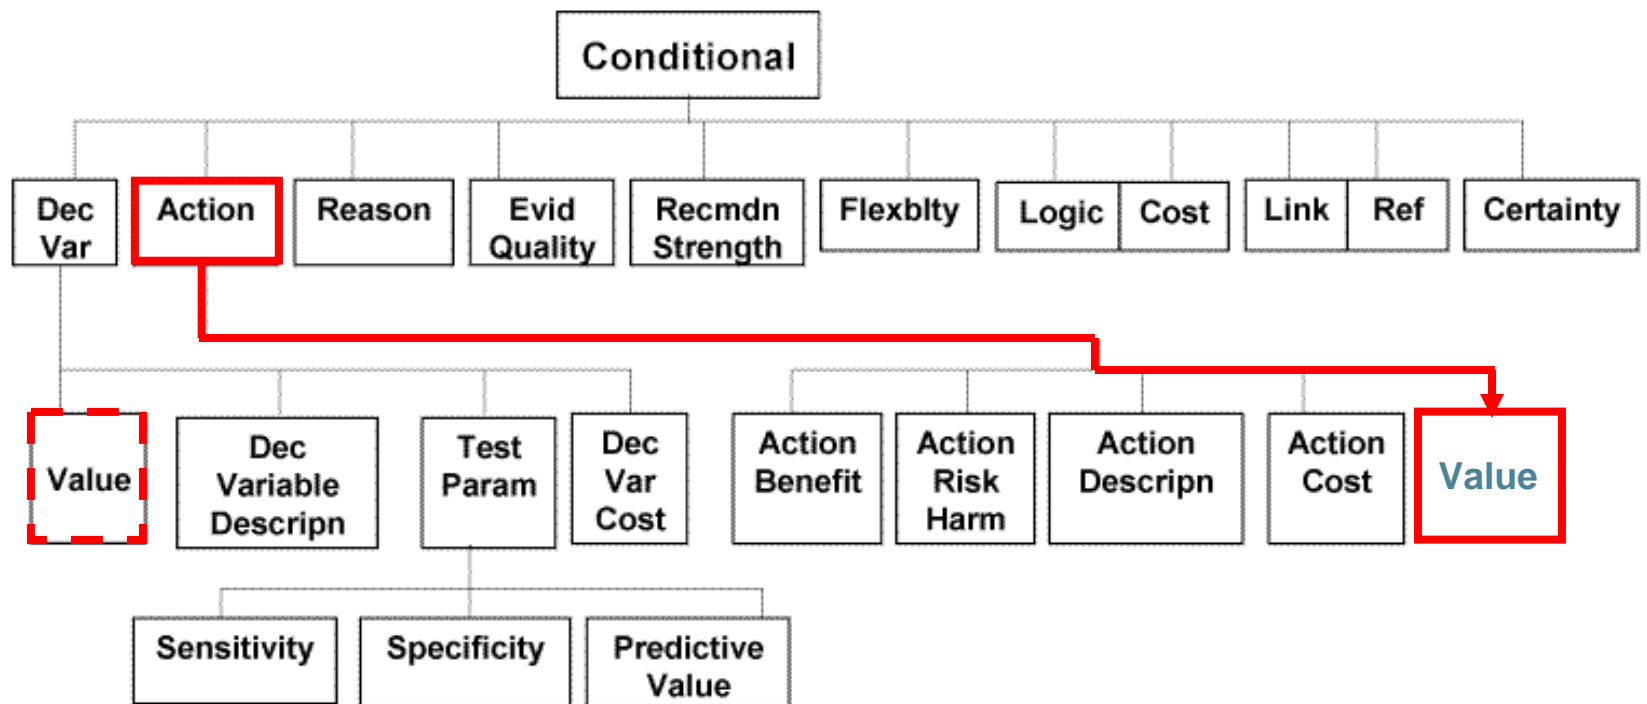 Conditional
Dec
Var
Action
Reason
Evid
Quality
Recmdn
Strength
Flexblty
Logic
Cost
Link
Ref
Certainty
Value
Dec
Variable
Descripn
Test
Param
Dec
Var
Cost
Action
Benefit
Action
Risk
Harm
Action
Descripn
Action
Cost
Value
Sensitivity
Specificity
Predictive
Value